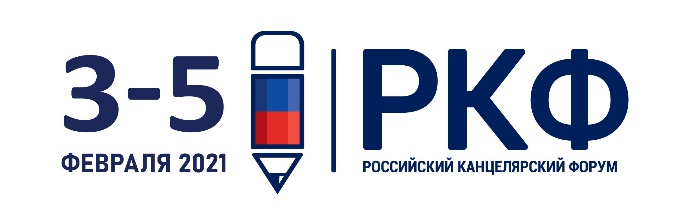 3-5
ФЕВРАЛЯ 2021
РКФ
РОССИЙСКИЙ КАНЦЕЛЯРСКИЙ ФОРУМ